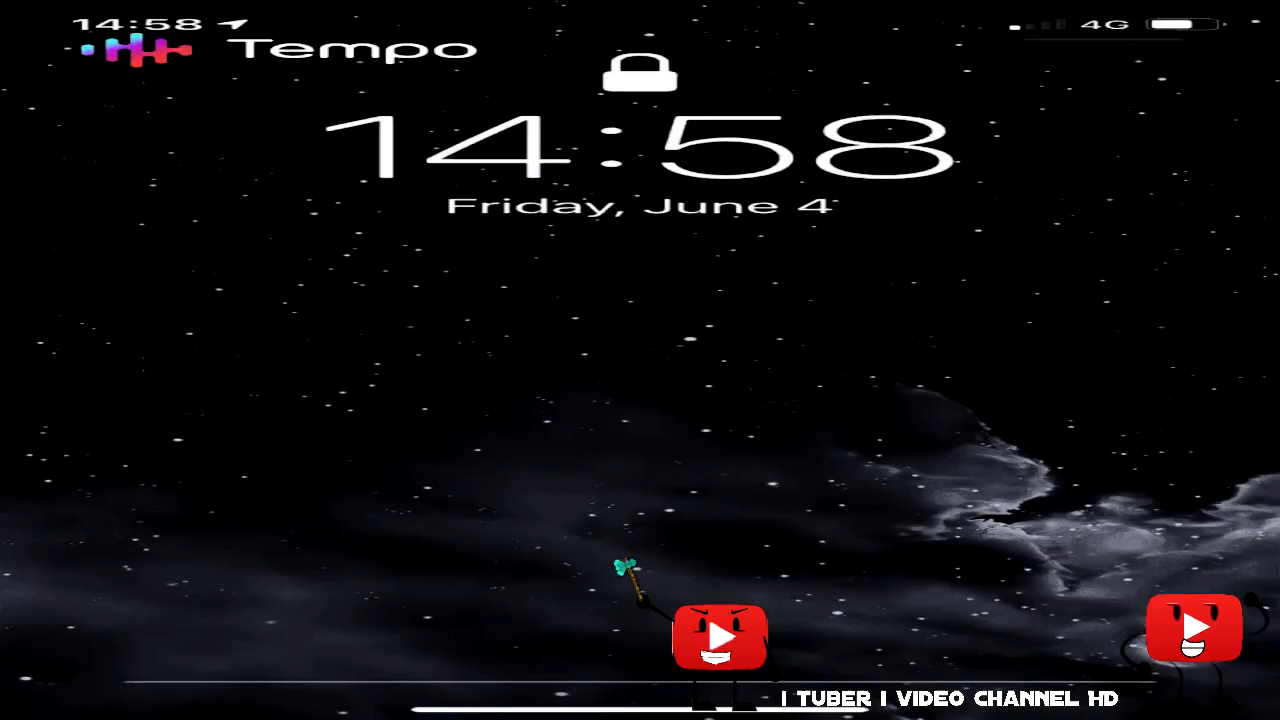 14:58
4G
Tempo
14:58
Friday, June 4
I TUBER I VIDEO CHANNEL HD